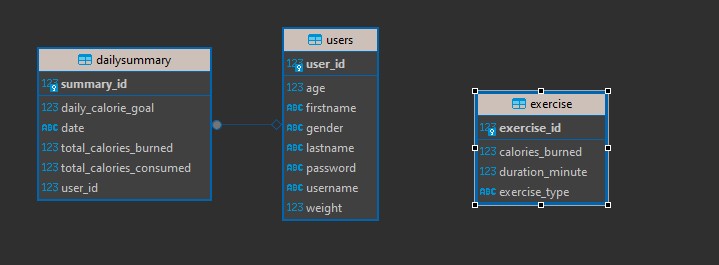 dailysummary
123 summary_id
123 daily_calorie_goal
ABC date
123 total_calories_burned
123 total_calories_consumed
123 user_id
users
123 user_id
123 age
ABC firstname
ABC gender
ABC lastname
ABC password
ABC username
123 weight
exercise
123 exercise_id
123 calories_burned
123 duration_minute
ABC exercise_type